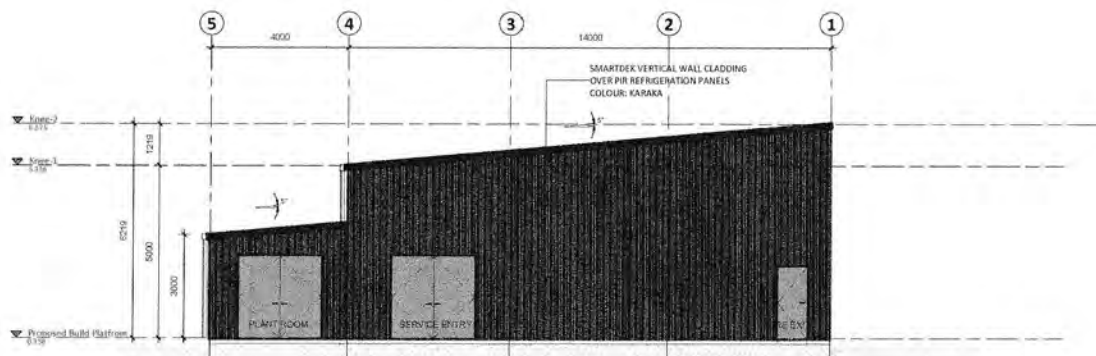 5 4 3 2 1
4000 14000
SMARTDEK VERTICAL WALL CLADDING
OVER PIR REFRIGERATION PANELS
COLOUR: KARAKA
Knee-2
5°
1219
Knee-1
6219
5000
5°
3000
PLANT ROOM SERVICE ENTRY
Proposed Build Platfrom